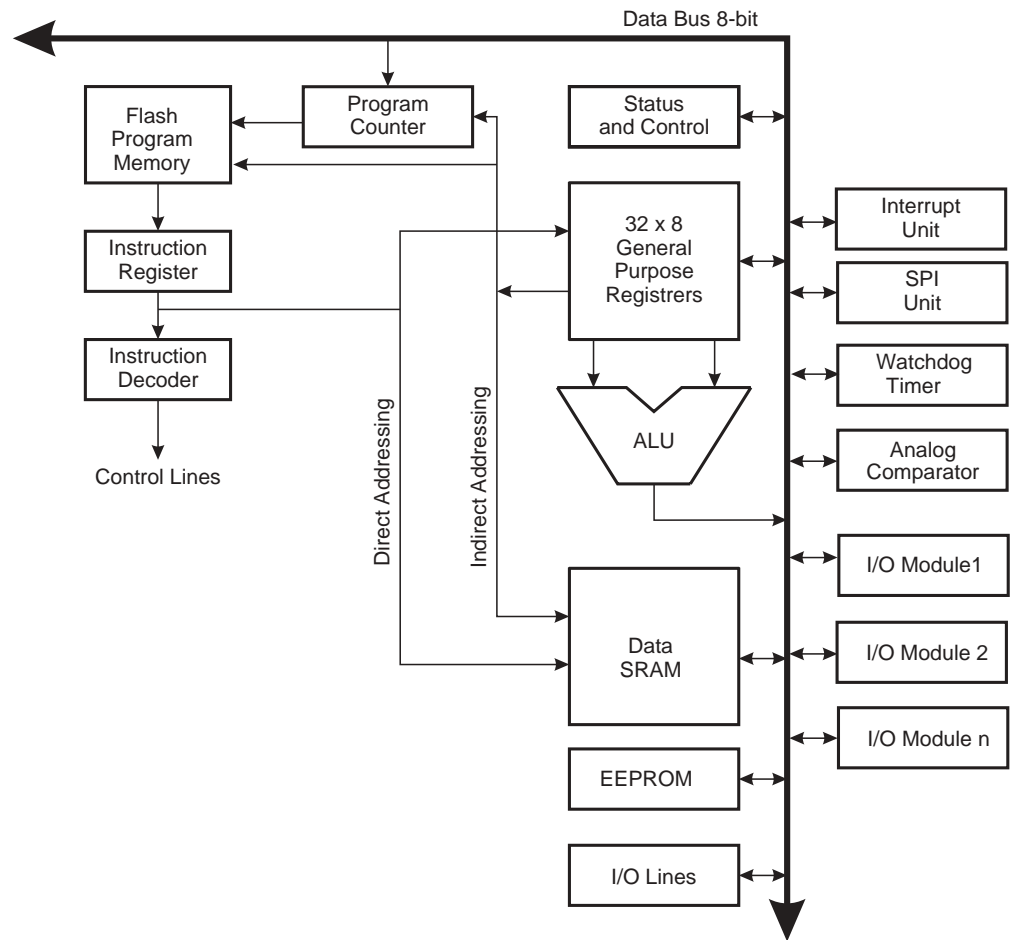 Data Bus 8-bit
Flash
Program
Memory
Program
Counter
Status
and Control
Instruction
Register
32 x 8
General
Purpose
Registrers
Interrupt
Unit
SPI
Unit
Instruction
Decoder
Watchdog
Timer
Control Lines
Direct Addressing
Indirect Addressing
ALU
Analog
Comparator
I/O Module1
Data
SRAM
I/O Module 2
I/O Module n
EEPROM
I/O Lines